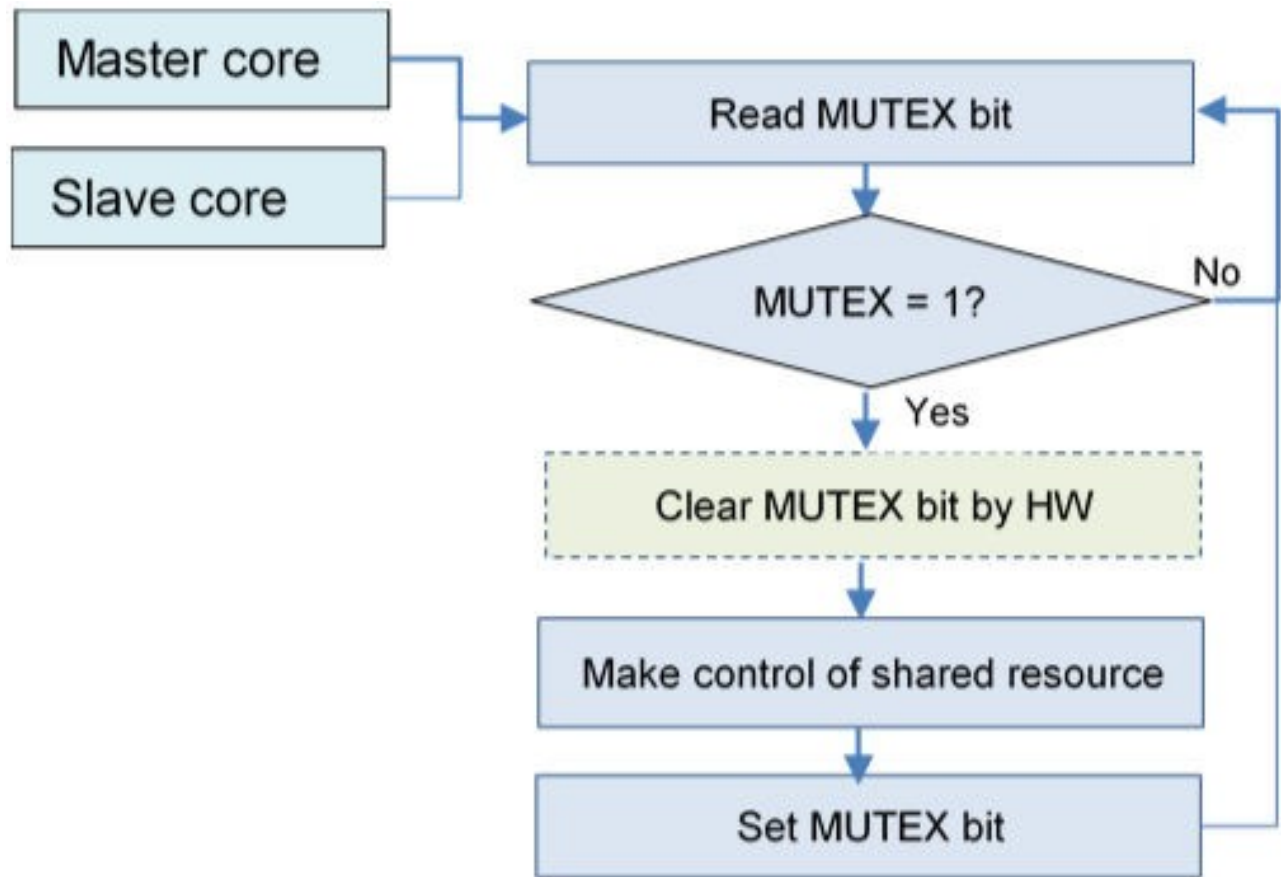 Master core
Slave core
Read MUTEX bit
MUTEX = 1?
No
Yes
Clear MUTEX bit by HW
Make control of shared resource
Set MUTEX bit